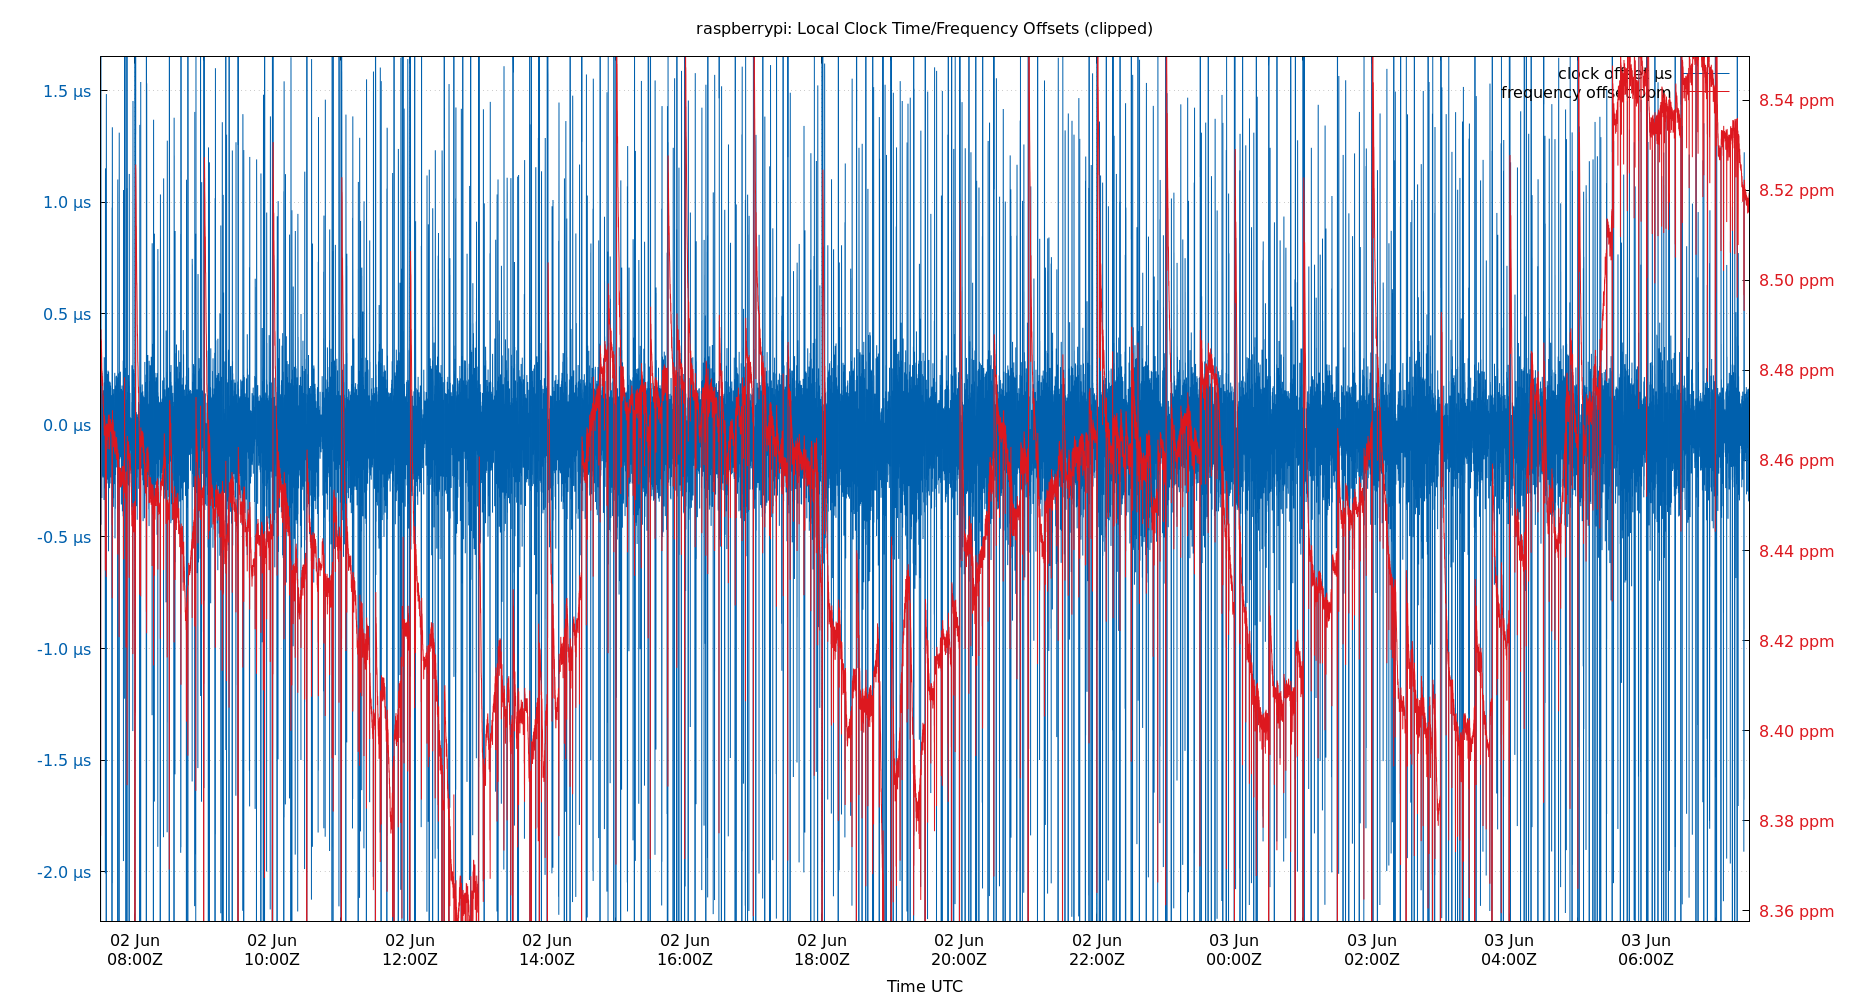 raspberrypi: Local Clock Time/Frequency Offsets (clipped)
clock offset µs
frequency offset ppm
1.5 µs
1.0 µs
0.5 µs
0.0 µs
-0.5 µs
-1.0 µs
-1.5 µs
-2.0 µs
8.54 ppm
8.52 ppm
8.50 ppm
8.48 ppm
8.46 ppm
8.44 ppm
8.42 ppm
8.40 ppm
8.38 ppm
8.36 ppm
02 Jun 02 Jun 02 Jun 02 Jun 02 Jun 02 Jun 02 Jun 02 Jun 03 Jun 03 Jun 03 Jun 03 Jun
08:00Z 10:00Z 12:00Z 14:00Z 16:00Z 18:00Z 20:00Z 22:00Z 00:00Z 02:00Z 04:00Z 06:00Z
Time UTC